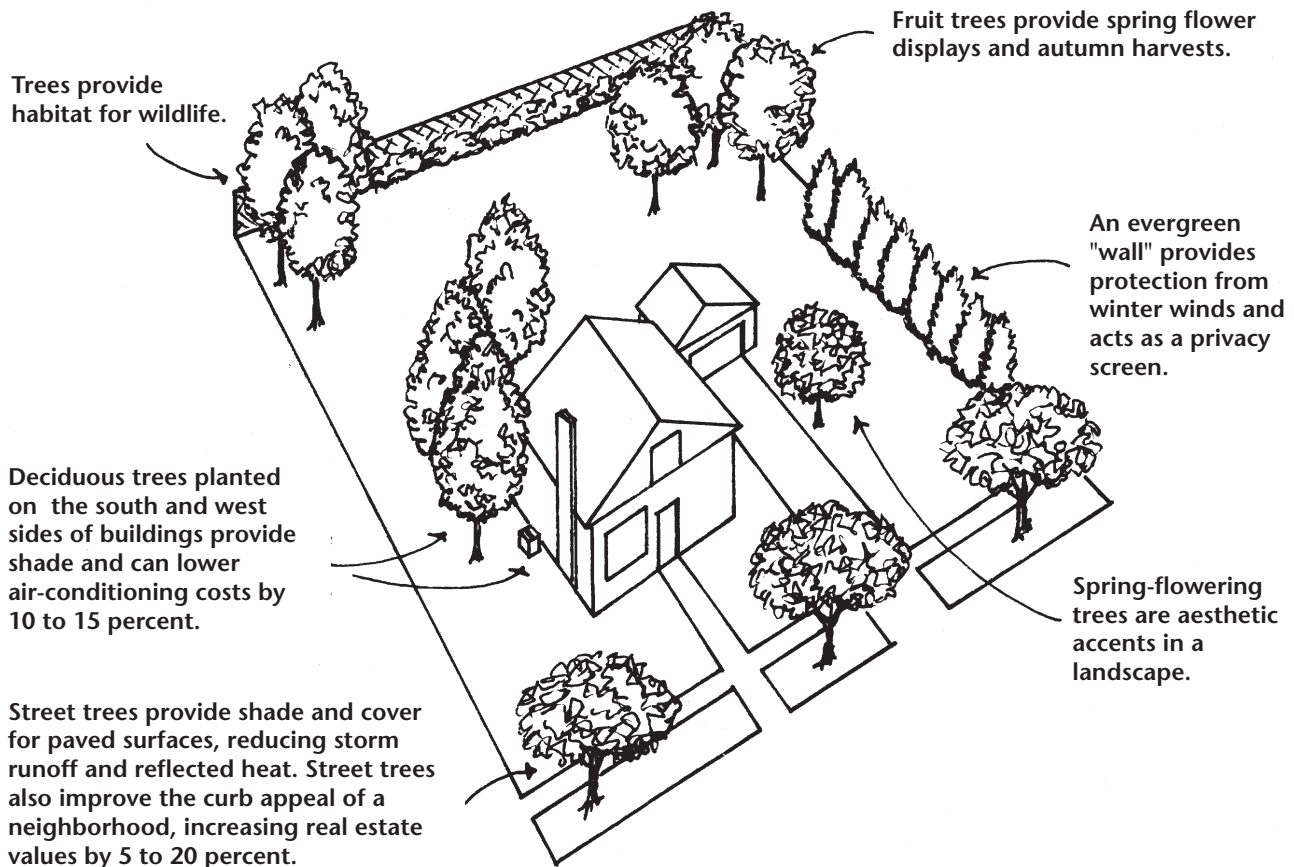 Fruit trees provide spring flower
displays and autumn harvests.
Trees provide
habitat for wildlife.
An evergreen
"wall" provides
protection from
winter winds and
acts as a privacy
screen.
Deciduous trees planted
on the south and west
sides of buildings provide
shade and can lower
air-conditioning costs by
10 to 15 percent.
Spring-flowering
trees are aesthetic
accents in a
landscape.
Street trees provide shade and cover
for paved surfaces, reducing storm
runoff and reflected heat. Street trees
also improve the curb appeal of a
neighborhood, increasing real estate
values by 5 to 20 percent.